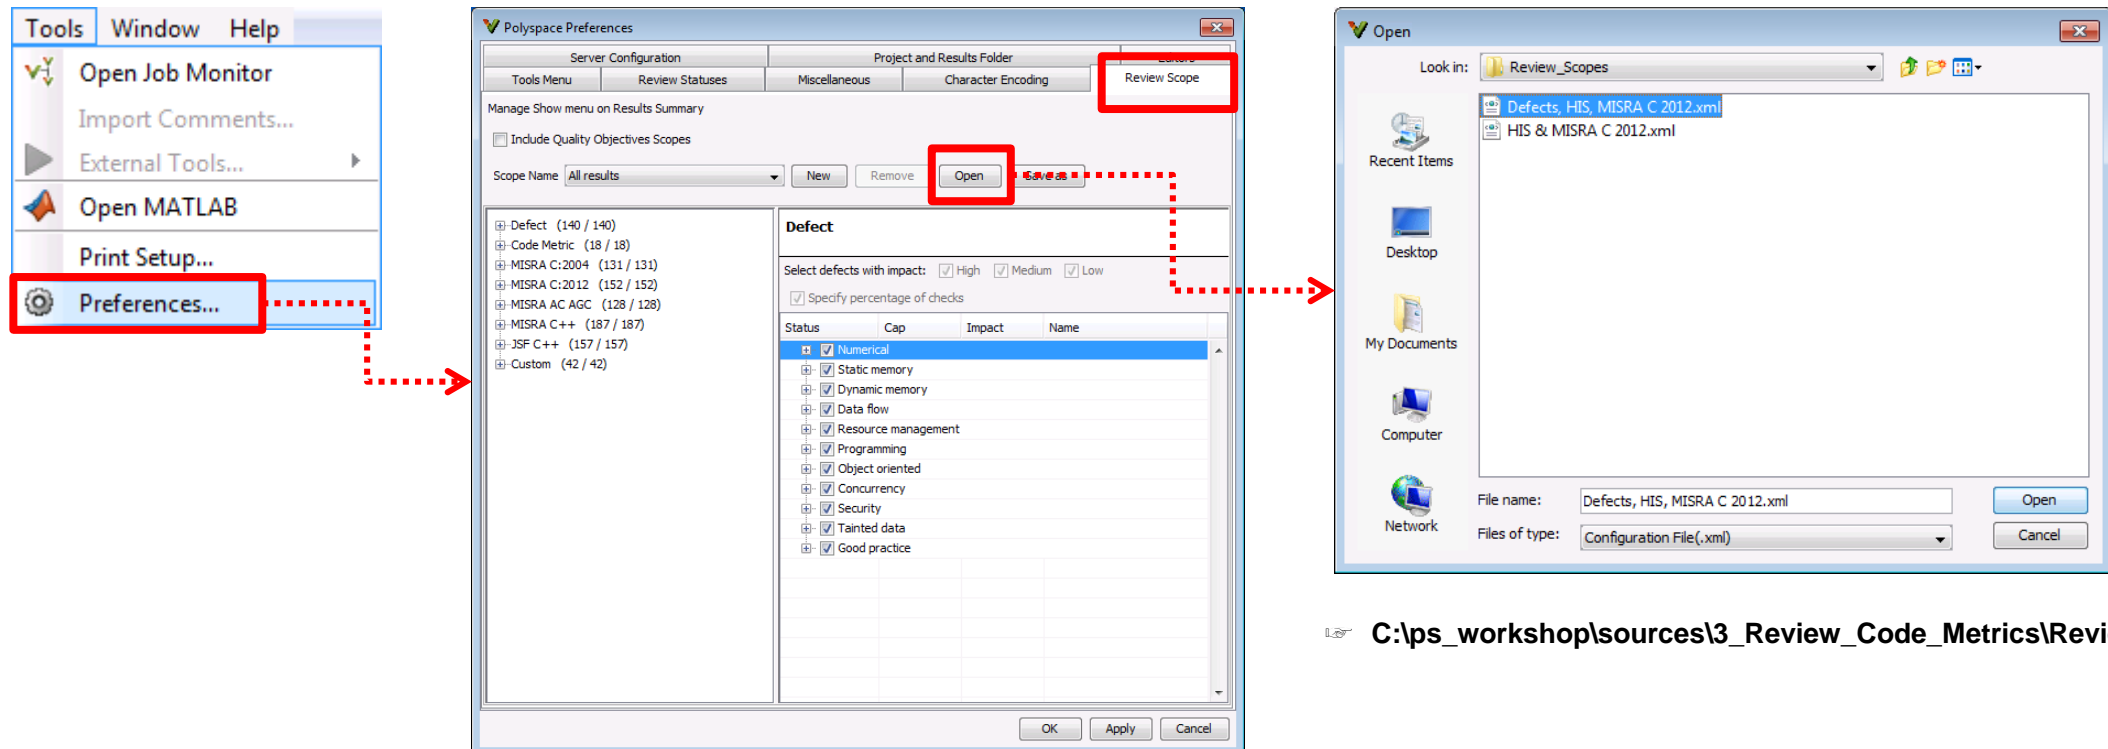 Tools Window Help
Open Job Monitor
Import Comments...
External Tools...
Open MATLAB
Print Setup...
Preferences...
Polyspace Preferences
Server Configuration Project and Results Folder Editors
Tools Menu Review Statuses Miscellaneous Character Encoding Review Scope
Manage Show menu on Results Summary
Include Quality Objectives Scopes
Scope Name All results New Remove Open Save as
Defect (140 / 140)
Code Metric (18 / 18)
MISRA C:2004 (131 / 131)
MISRA C:2012 (152 / 152)
MISRA AC AGC (128 / 128)
MISRA C++ (187 / 187)
JSF C++ (157 / 157)
Custom (42 / 42)
Defect
Select defects with impact: High Medium Low
Specify percentage of checks
Status Cap Impact Name
Numerical
Static memory
Dynamic memory
Data flow
Resource management
Programming
Object oriented
Concurrency
Security
Tainted data
Good practice
OK Apply Cancel
Open
Look in: Review_Scopes
Defects, HIS, MISRA C 2012.xml
HIS & MISRA C 2012.xml
Recent Items
Desktop
My Documents
Computer
Network
File name: Defects, HIS, MISRA C 2012.xml Open
Files of type: Configuration File(.xml) Cancel
☞ C:\ps_workshop\sources\3_Review_Code_Metrics\Revi